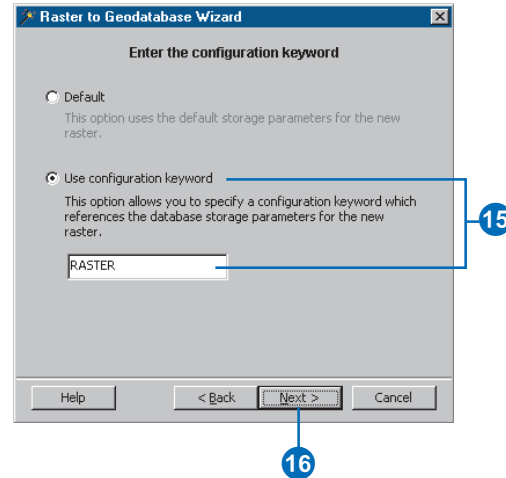 Raster to Geodatabase Wizard
Enter the configuration keyword
Default
This option uses the default storage parameters for the new
raster.
Use configuration keyword
This option allows you to specify a configuration keyword which
references the database storage parameters for the new
raster.
RASTER
15
Help
< Back
Next >
Cancel
16